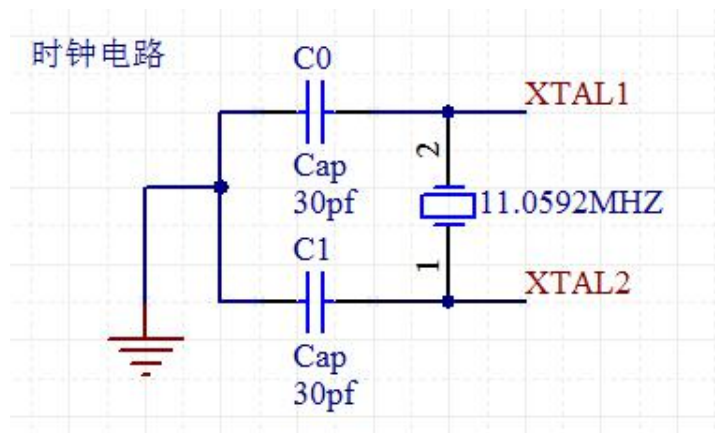 时钟电路
C0
XTAL1
Cap
30pf
2
11.0592MHZ
C1
1
XTAL2
Cap
30pf